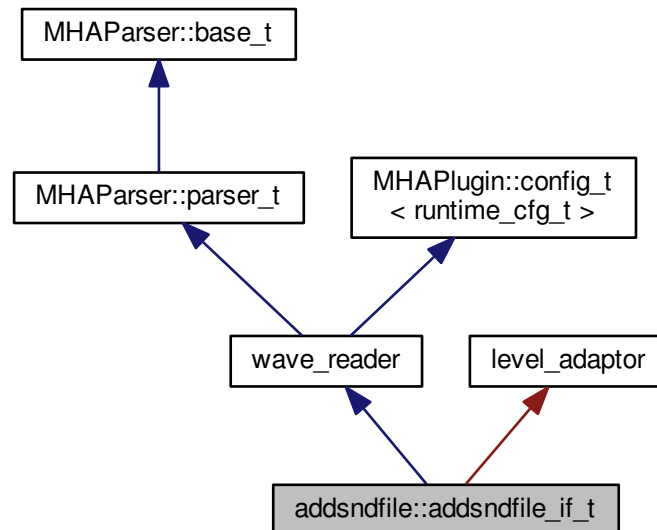 MHAParser::base_t
MHAParser::parser_t
MHAPlugin::config_t
< runtime_cfg_t >
wave_reader
level_adaptor
addsndfile::addsndfile_if_t